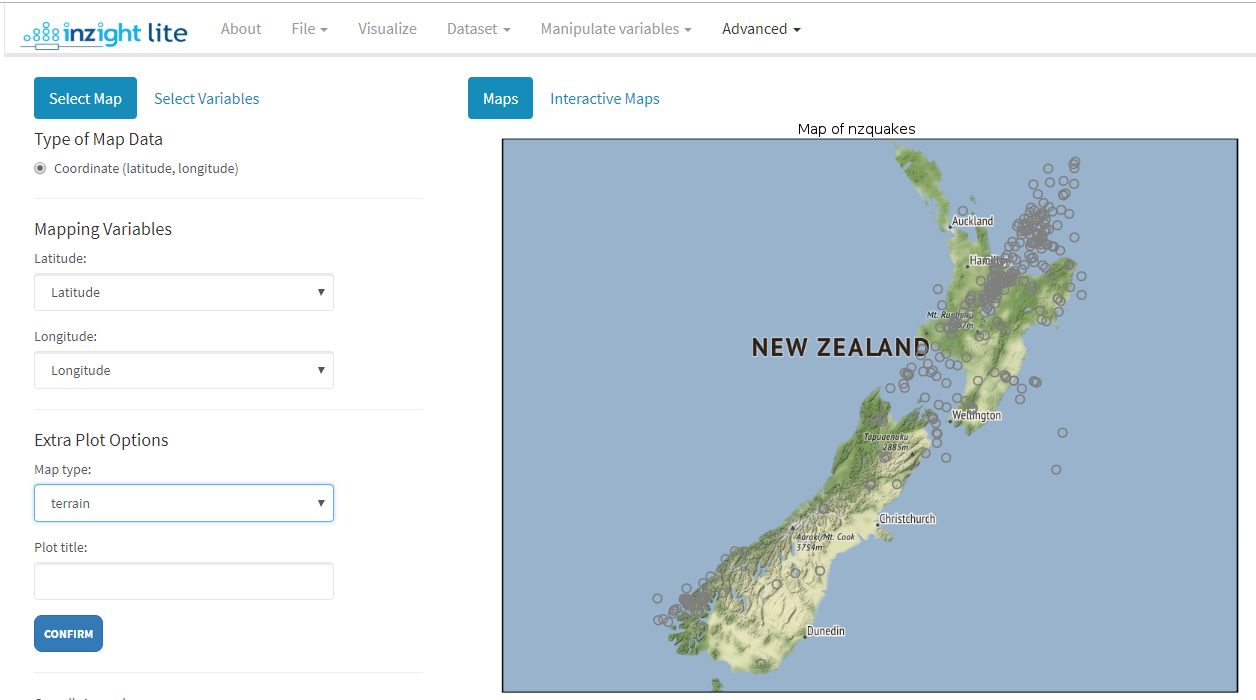 inzight lite
About
File
Visualize
Dataset
Manipulate variables
Advanced
Select Map
Select Variables
Type of Map Data
Coordinate (latitude, longitude)
Mapping Variables
Latitude:
Latitude
Longitude:
Longitude
Extra Plot Options
Map type:
terrain
Plot title:
CONFIRM
Maps
Interactive Maps
Map of nzquakes
Auckland
NEW ZEALAND
Wellington
Tapuaenuku
2885m
Christchurch
Aoraki/Mt. Cook
3754m
Dunedin